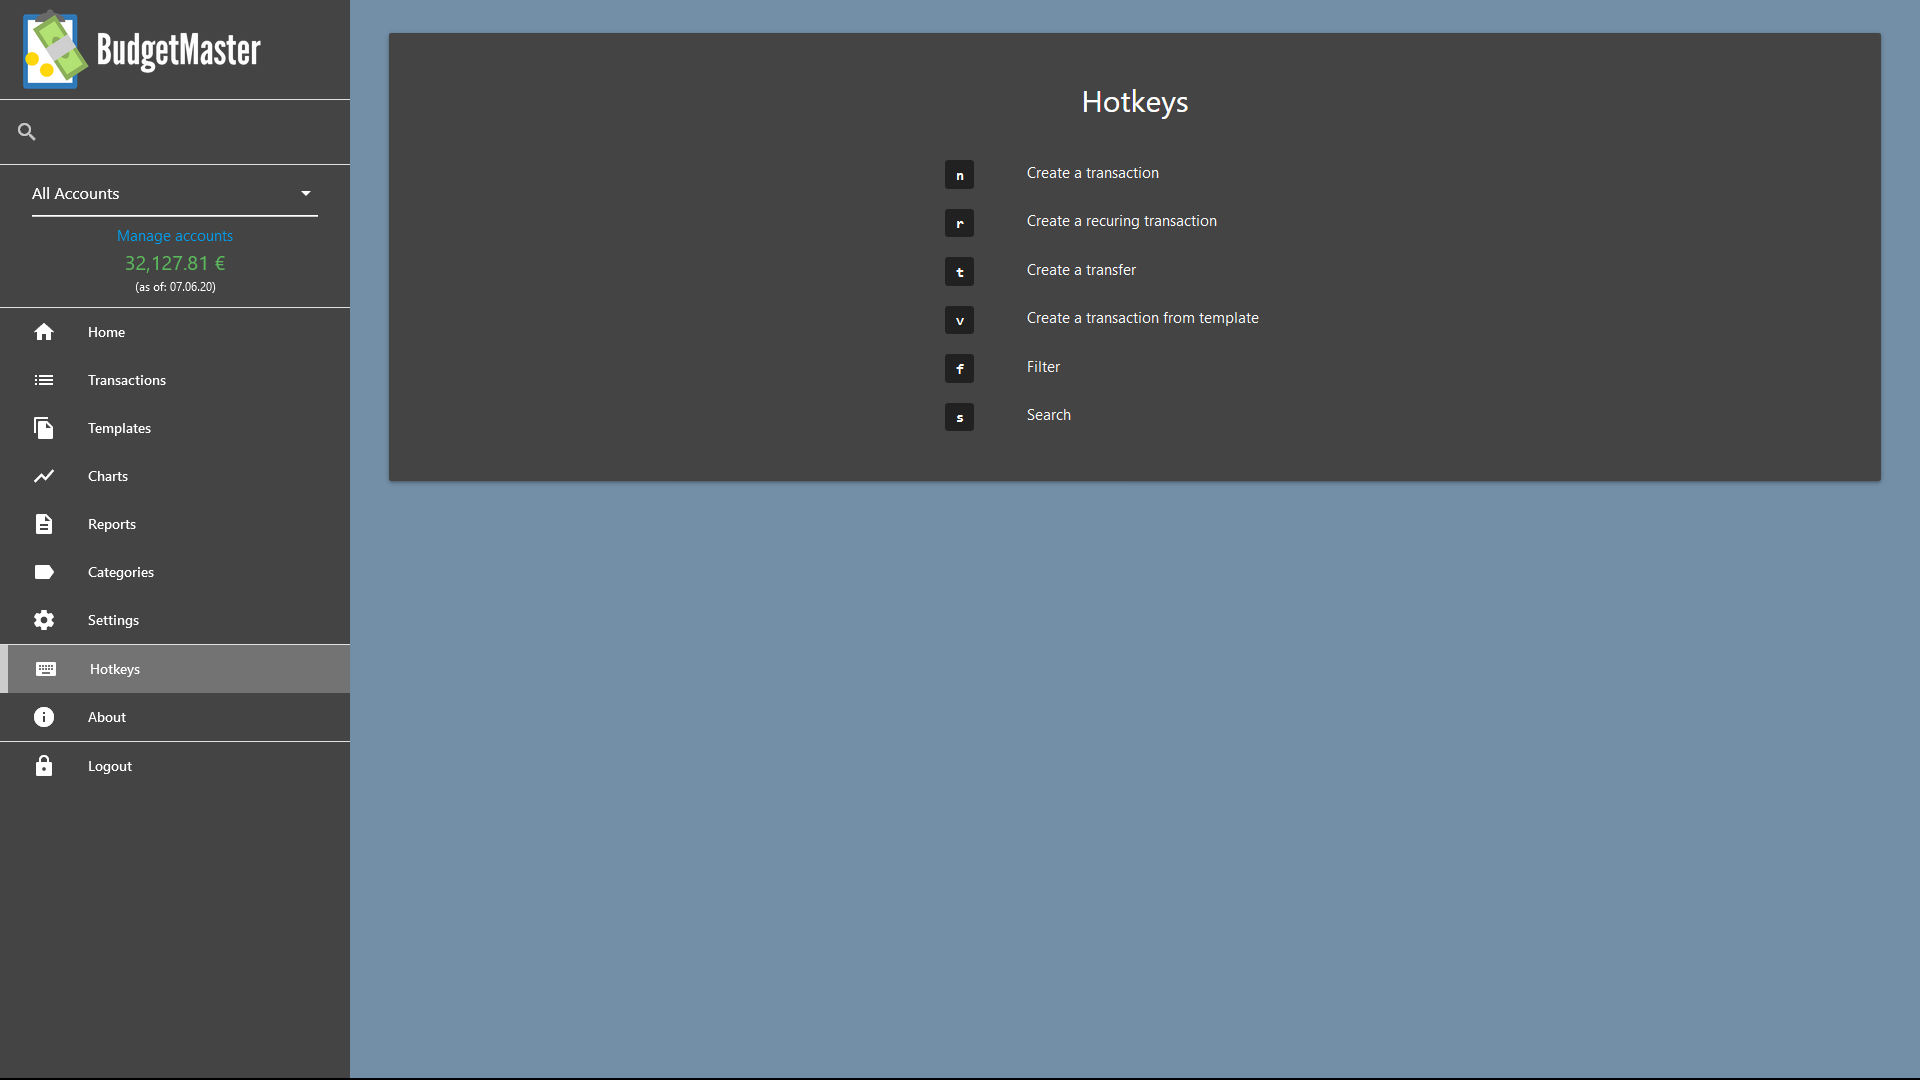 BudgetMaster
All Accounts
Manage accounts
32,127.81 €
(as of: 07.06.20)
Home
Transactions
Templates
Charts
Reports
Categories
Settings
Hotkeys
About
Logout
Hotkeys
n Create a transaction
r Create a recuring transaction
t Create a transfer
v Create a transaction from template
f Filter
s Search